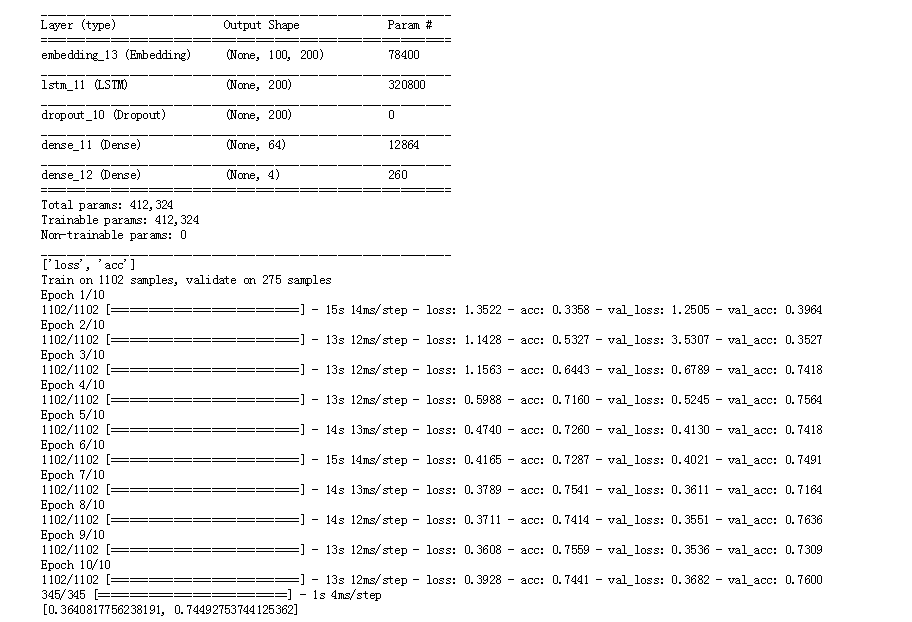 Layer (type) Output Shape Param #
embedding_13 (Embedding) (None, 100, 200) 78400
lstm_11 (LSTM) (None, 200) 320800
dropout_10 (Dropout) (None, 200) 0
dense_11 (Dense) (None, 64) 12864
dense_12 (Dense) (None, 4) 260
Total params: 412,324
Trainable params: 412,324
Non-trainable params: 0
['loss', 'acc']
Train on 1102 samples, validate on 275 samples
Epoch 1/10
1102/1102 [==============================] - 15s 14ms/step - loss: 1.3522 - acc: 0.3358 - val_loss: 1.2505 - val_acc: 0.3964
Epoch 2/10
1102/1102 [==============================] - 13s 12ms/step - loss: 1.1428 - acc: 0.5327 - val_loss: 3.5307 - val_acc: 0.3527
Epoch 3/10
1102/1102 [==============================] - 13s 12ms/step - loss: 1.1563 - acc: 0.6443 - val_loss: 0.6789 - val_acc: 0.7418
Epoch 4/10
1102/1102 [==============================] - 13s 12ms/step - loss: 0.5988 - acc: 0.7160 - val_loss: 0.5245 - val_acc: 0.7564
Epoch 5/10
1102/1102 [==============================] - 14s 13ms/step - loss: 0.4740 - acc: 0.7260 - val_loss: 0.4130 - val_acc: 0.7418
Epoch 6/10
1102/1102 [==============================] - 15s 14ms/step - loss: 0.4165 - acc: 0.7287 - val_loss: 0.4021 - val_acc: 0.7491
Epoch 7/10
1102/1102 [==============================] - 14s 13ms/step - loss: 0.3789 - acc: 0.7541 - val_loss: 0.3611 - val_acc: 0.7164
Epoch 8/10
1102/1102 [==============================] - 14s 12ms/step - loss: 0.3711 - acc: 0.7414 - val_loss: 0.3551 - val_acc: 0.7636
Epoch 9/10
1102/1102 [==============================] - 13s 12ms/step - loss: 0.3608 - acc: 0.7559 - val_loss: 0.3536 - val_acc: 0.7309
Epoch 10/10
1102/1102 [==============================] - 13s 12ms/step - loss: 0.3928 - acc: 0.7441 - val_loss: 0.3682 - val_acc: 0.7600
345/345 [==============================] - 1s 4ms/step
[0.3640817756238191, 0.74492753744125362]